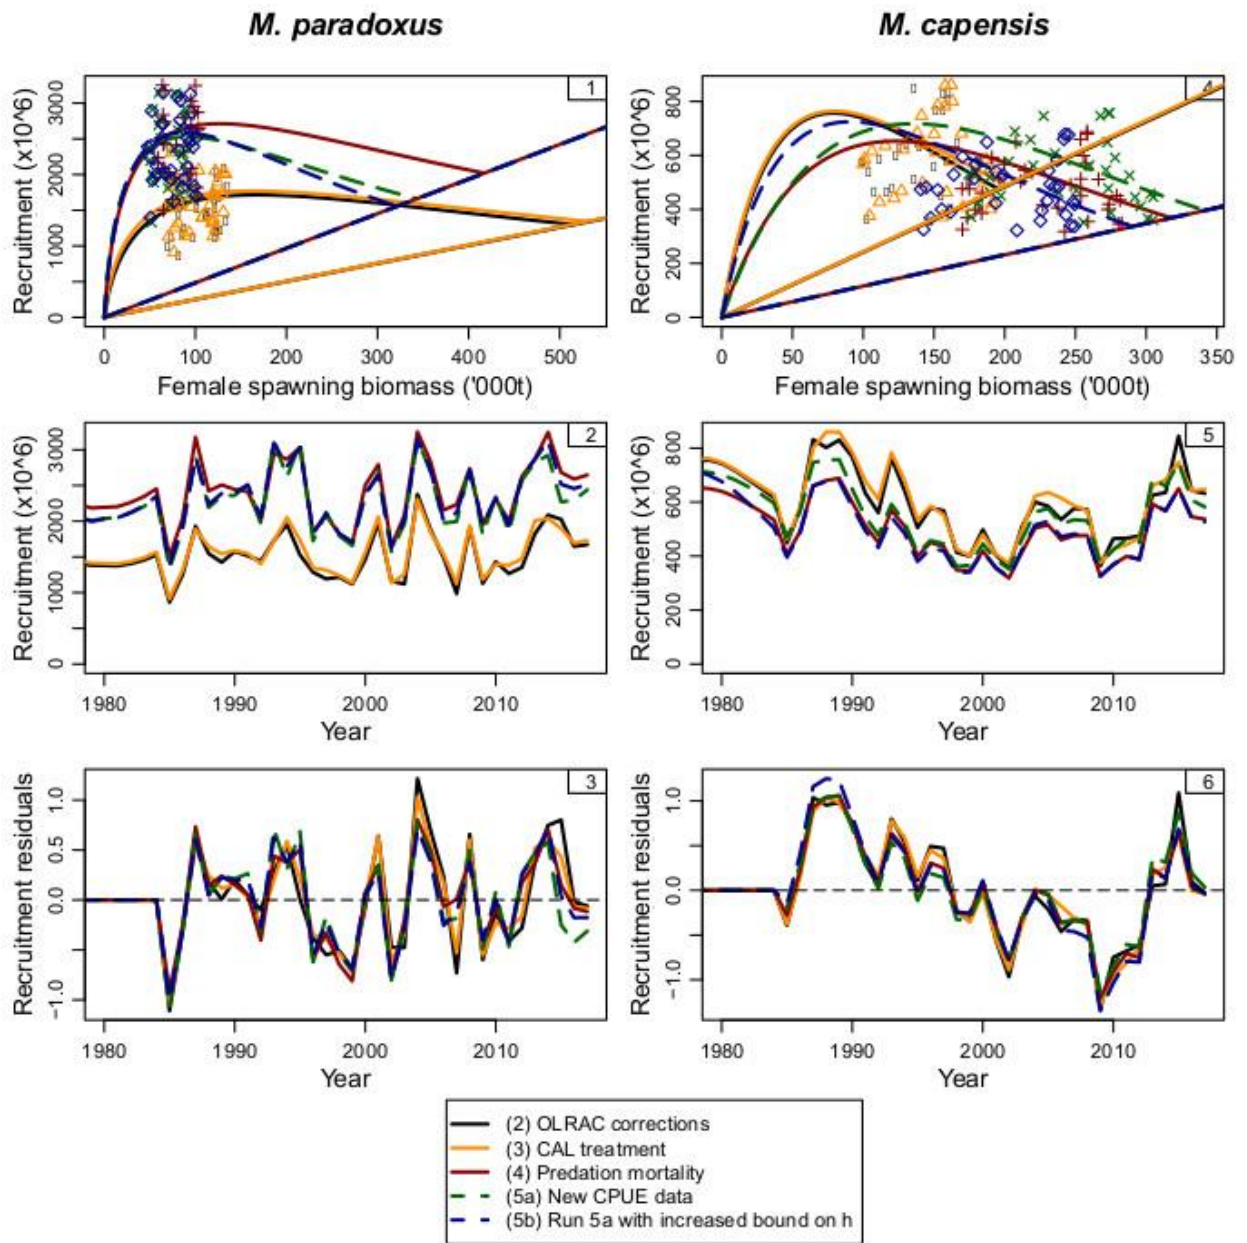 M. paradoxus
M. capensis
Recruitment (x10^6)
3000
2000
1000
0
1
0 100 200 300 400 500
Female spawning biomass ('000t)
Recruitment (x10^6)
800
600
400
200
0
4
0 50 100 150 200 250 300 350
Female spawning biomass ('000t)
Recruitment (x10^6)
3000
2000
1000
0
2
1980 1990 2000 2010
Year
Recruitment (x10^6)
800
600
400
200
0
5
1980 1990 2000 2010
Year
Recruitment residuals
1.0
0.5
0.0
−1.0
3
1980 1990 2000 2010
Year
Recruitment residuals
1.0
0.0
−1.0
6
1980 1990 2000 2010
Year
(2) OLRAC corrections
(3) CAL treatment
(4) Predation mortality
(5a) New CPUE data
(5b) Run 5a with increased bound on h